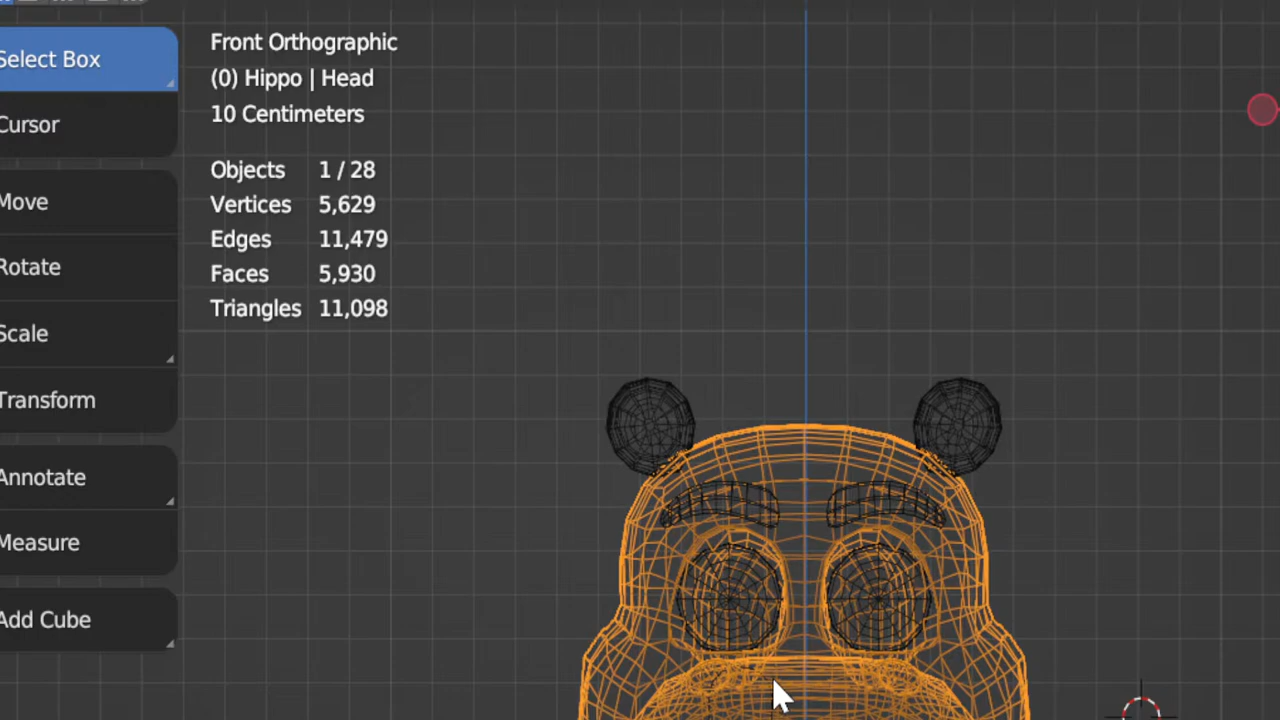 Select Box
Cursor
Move
Rotate
Scale
Transform
Annotate
Measure
Add Cube
Front Orthographic
(0) Hippo | Head
10 Centimeters
Objects 1 / 28
Vertices 5,629
Edges 11,479
Faces 5,930
Triangles 11,098